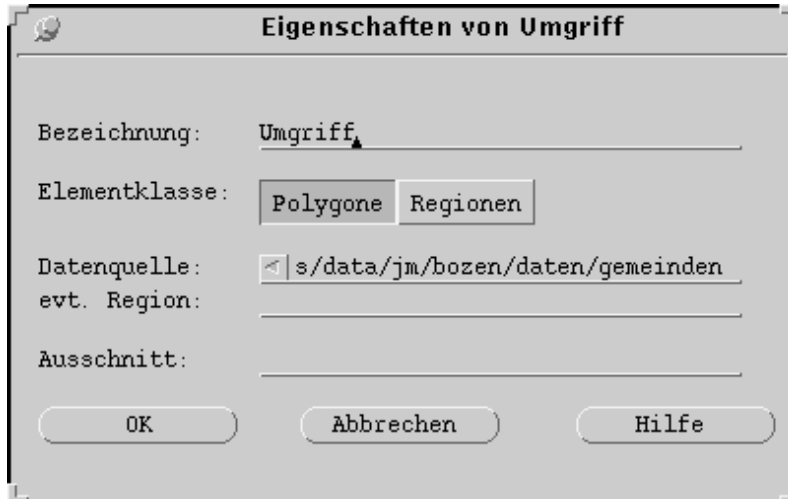 Eigenschaften von Umgriff
Bezeichnung: Umgriff
Elementklasse: Polygone Regionen
Datenquelle: s/data/jm/bozen/daten/gemeinden
evt. Region:
Ausschnitt:
OK Abbrechen Hilfe